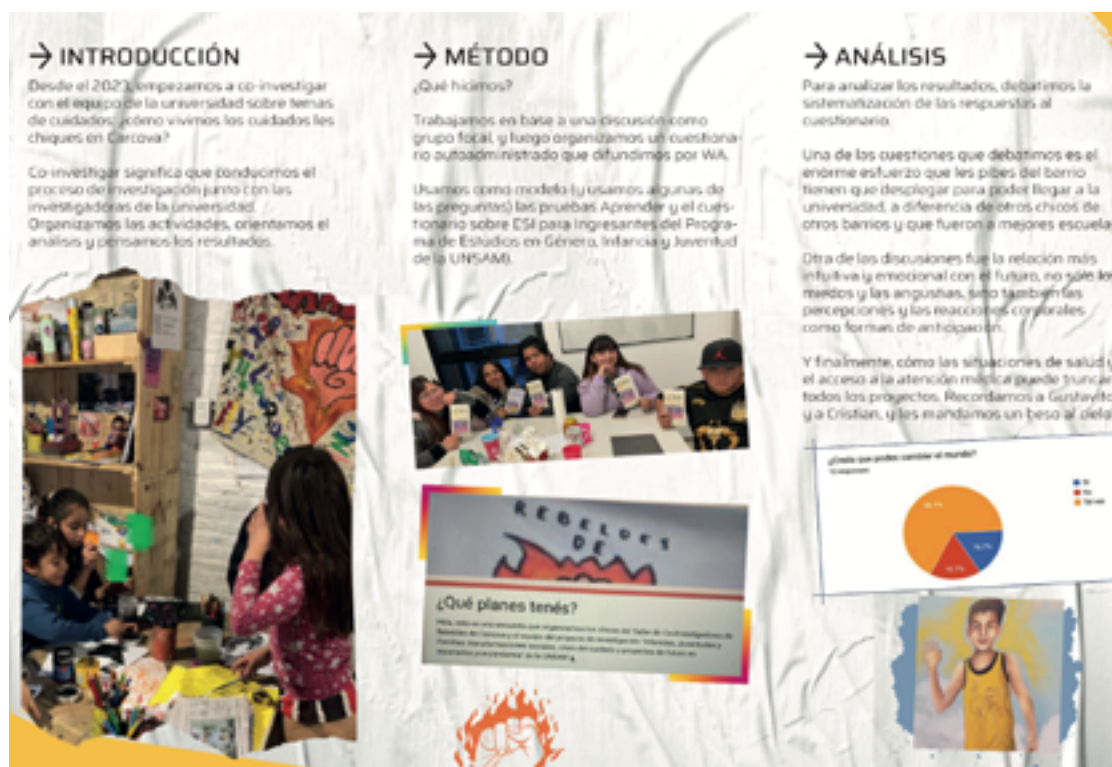 → INTRODUCCIÓN
Desde el 2023, empezamos a co-investigar
con el equipo de la universidad sobre temas
de cuidados: ¿cómo vivimos los cuidados les
chiques en Carcova?
Co-investigar significa que conducimos el
proceso de investigación junto con las
investigadoras de la universidad.
Organizamos las actividades, orientamos el
análisis y pensamos los resultados.
→ MÉTODO
¿Qué hicimos?
Trabajamos en base a una discusión como
grupo focal, y luego organizamos un cuestiona-
rio autoadministrado que difundimos por WA.
Usamos como modelo (y usamos algunas de
las preguntas) las pruebas Aprender y el cues-
tionario sobre ESI para Ingresantes del Progra-
ma de Estudios en Género, Infancia y Juventud
de la UNSAM).
REBELDES
DE
¿Qué planes tenés?
→ ANÁLISIS
Para analizar los resultados, debatimos la
sistematización de las respuestas al
cuestionario.
Una de las cuestiones que debatimos es el
enorme esfuerzo que les pibes del barrio
tienen que desplegar para poder llegar a la
universidad, a diferencia de otros chicos de
otros barrios y que fueron a mejores escuela
Otra de las discusiones fue la relación más
intuitiva y emocional con el futuro, no sólo los
miedos y las angustias, sino también las
percepciones y las reacciones corporales
como formas de anticipación.
Y finalmente, cómo las situaciones de salud y
el acceso a la atención médica puede truncar
todos los proyectos. Recordamos a Gustavito
y a Cristian, y les mandamos un beso al cielo
¿Creés que podés cambiar el mundo?